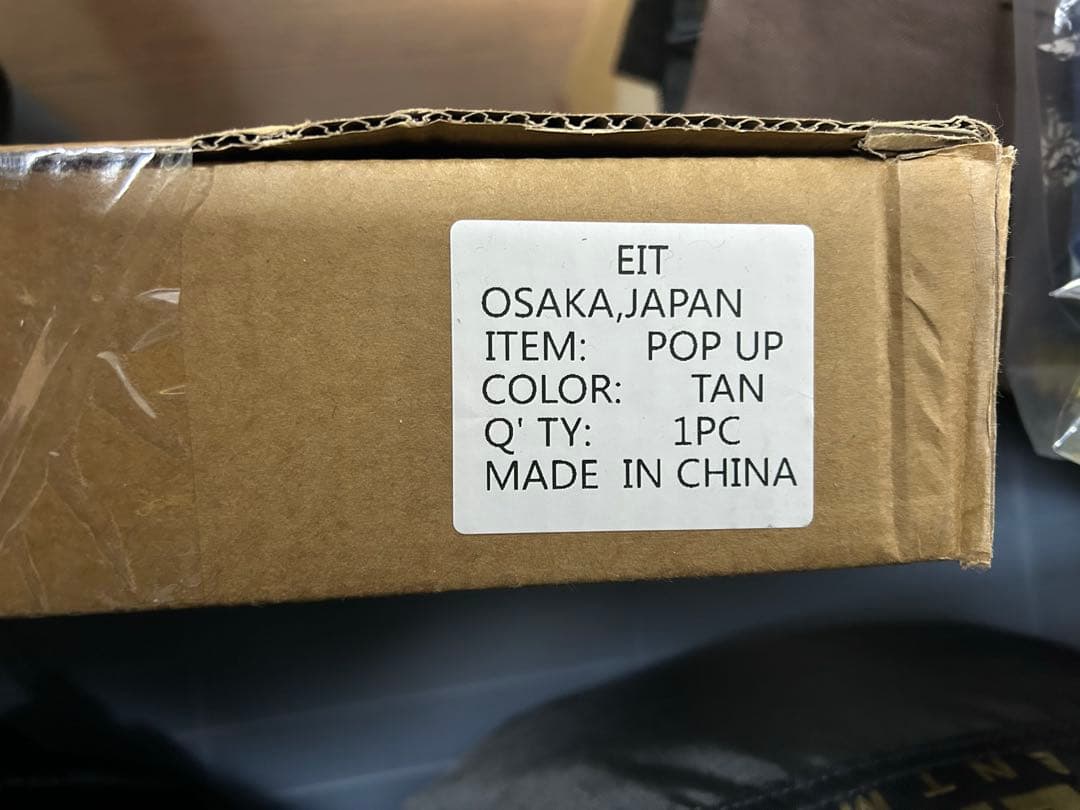 EIT
OSAKA,JAPAN
ITEM: POP UP
COLOR: TAN
Q' TY: 1PC
MADE IN CHINA